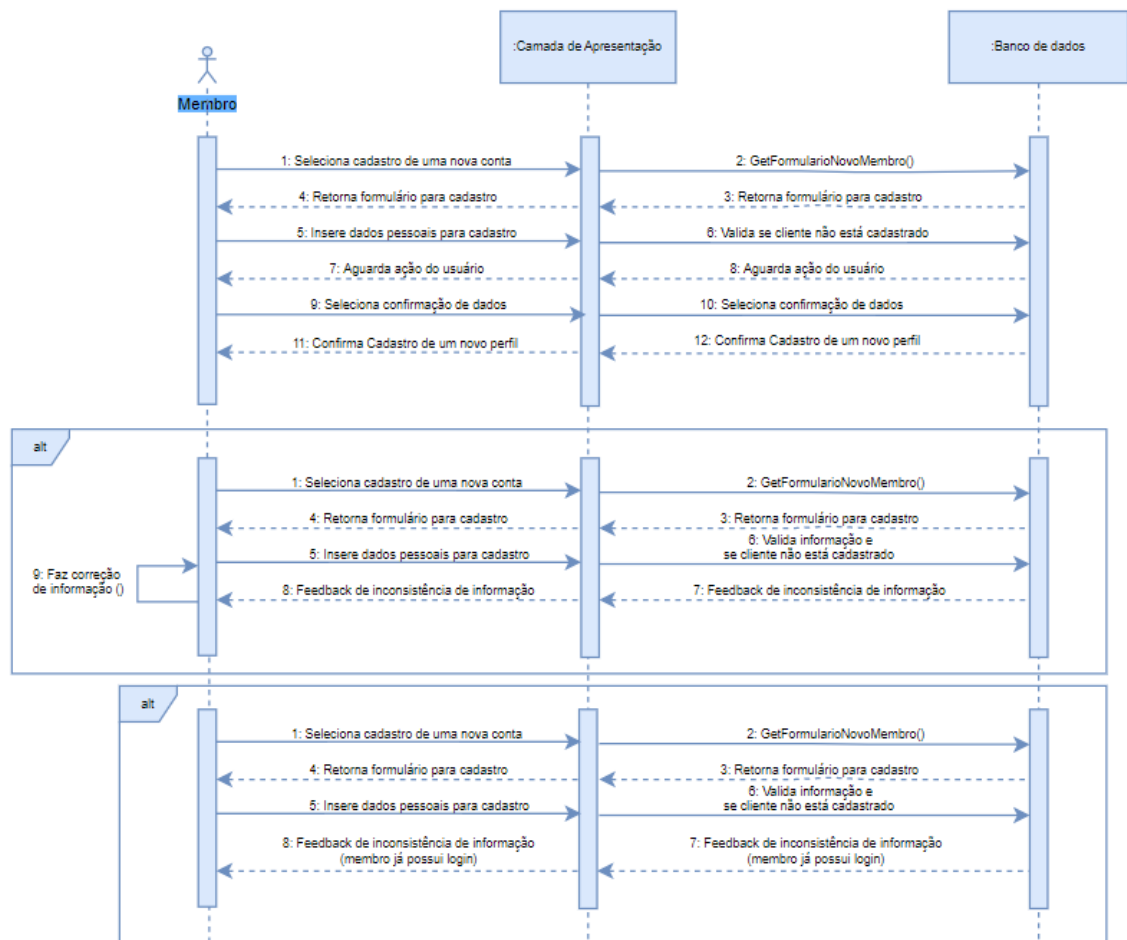 :Camada de Apresentação
:Banco de dados
Membro
1: Seleciona cadastro de uma nova conta
2: GetFormularioNovoMembro()
4: Retorna formulário para cadastro
3: Retorna formulário para cadastro
5: Insere dados pessoais para cadastro
6: Valida se cliente não está cadastrado
7: Aguarda ação do usuário
8: Aguarda ação do usuário
9: Seleciona confirmação de dados
10: Seleciona confirmação de dados
11: Confirma Cadastro de um novo perfil
12: Confirma Cadastro de um novo perfil
alt
1: Seleciona cadastro de uma nova conta
2: GetFormularioNovoMembro()
4: Retorna formulário para cadastro
3: Retorna formulário para cadastro
5: Insere dados pessoais para cadastro
6: Valida informação e
se cliente não está cadastrado
9: Faz correção
de informação ()
8: Feedback de inconsistência de informação
7: Feedback de inconsistência de informação
alt
1: Seleciona cadastro de uma nova conta
2: GetFormularioNovoMembro()
4: Retorna formulário para cadastro
3: Retorna formulário para cadastro
5: Insere dados pessoais para cadastro
6: Valida informação e
se cliente não está cadastrado
8: Feedback de inconsistência de informação
(membro já possui login)
7: Feedback de inconsistência de informação
(membro já possui login)